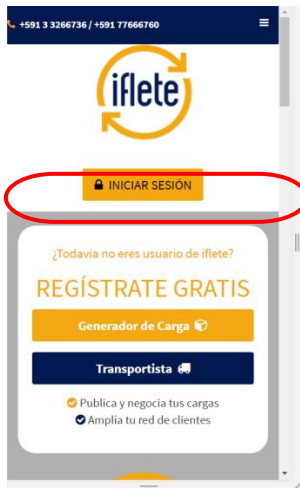 +591 3 3266736 / +591 77666760
iflete
INICIAR SESIÓN
¿Todavía no eres usuario de iflete?
REGÍSTRATE GRATIS
Generador de Carga
Transportista
Publica y negocia tus cargas
Amplía tu red de clientes